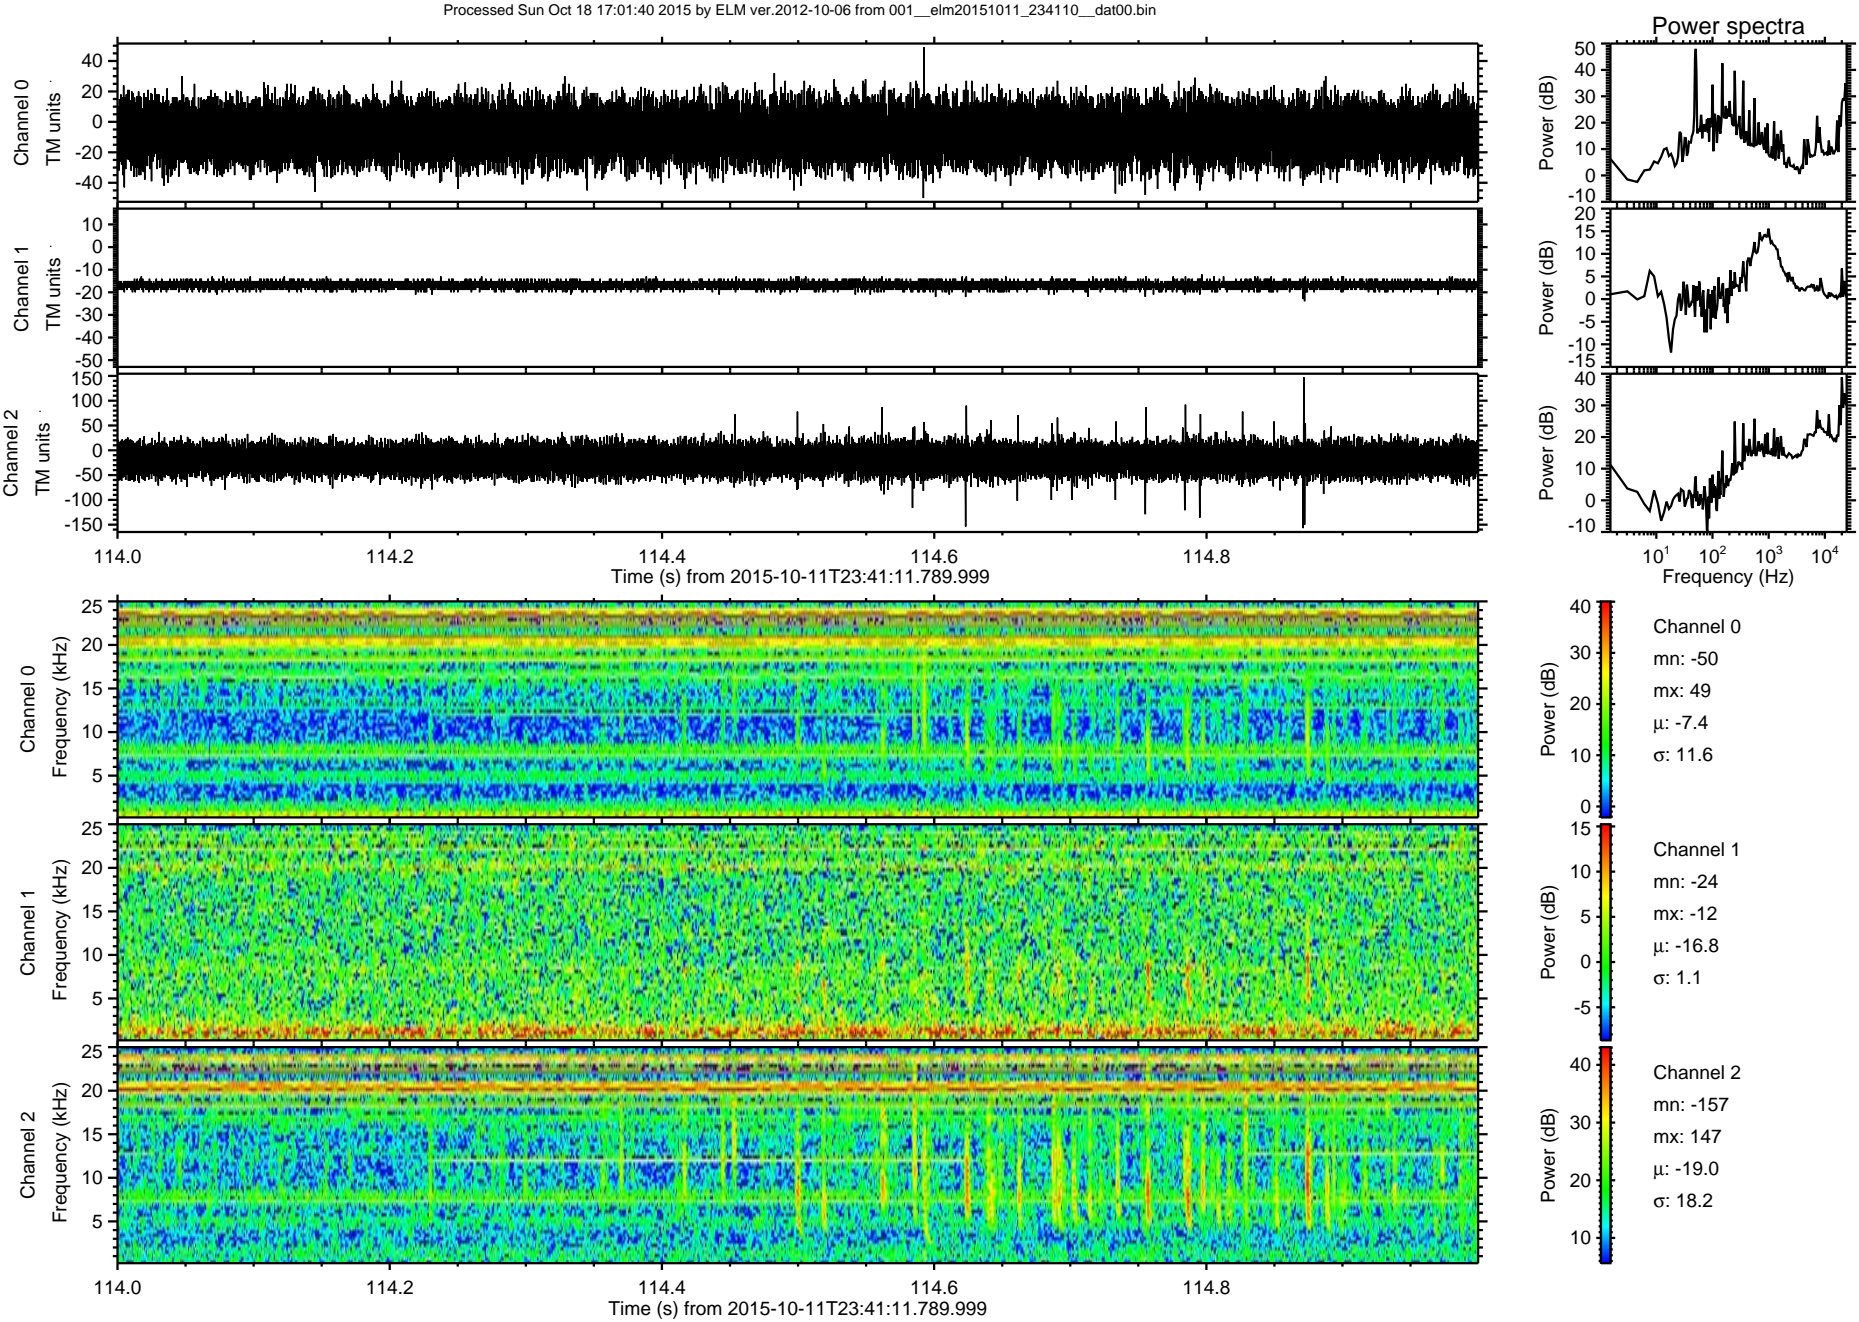 Processed Sun Oct 18 17:01:40 2015 by ELM ver.2012-10-06 from 001__elm20151011_234110__dat00.bin
Power spectra
Channel 0
TM units
40
20
0
-20
-40
Power (dB)
50
40
30
20
10
0
-10
Channel 1
TM units
10
0
-10
-20
-30
-40
-50
Power (dB)
20
15
10
5
0
-5
-10
-15
Channel 2
TM units
150
100
50
0
-50
-100
-150
Power (dB)
40
30
20
10
0
-10
114.0 114.2 114.4 114.6 114.8
Time (s) from 2015-10-11T23:41:11.789.999
10^1 10^2 10^3 10^4
Frequency (Hz)
Channel 0
Frequency (kHz)
25
20
15
10
5
Power (dB)
40
30
20
10
0
Channel 0
mn: -50
mx: 49
μ: -7.4
σ: 11.6
Channel 1
Frequency (kHz)
25
20
15
10
5
Power (dB)
15
10
5
0
-5
Channel 1
mn: -24
mx: -12
μ: -16.8
σ: 1.1
Channel 2
Frequency (kHz)
25
20
15
10
5
Power (dB)
40
30
20
10
Channel 2
mn: -157
mx: 147
μ: -19.0
σ: 18.2
114.0 114.2 114.4 114.6 114.8
Time (s) from 2015-10-11T23:41:11.789.999